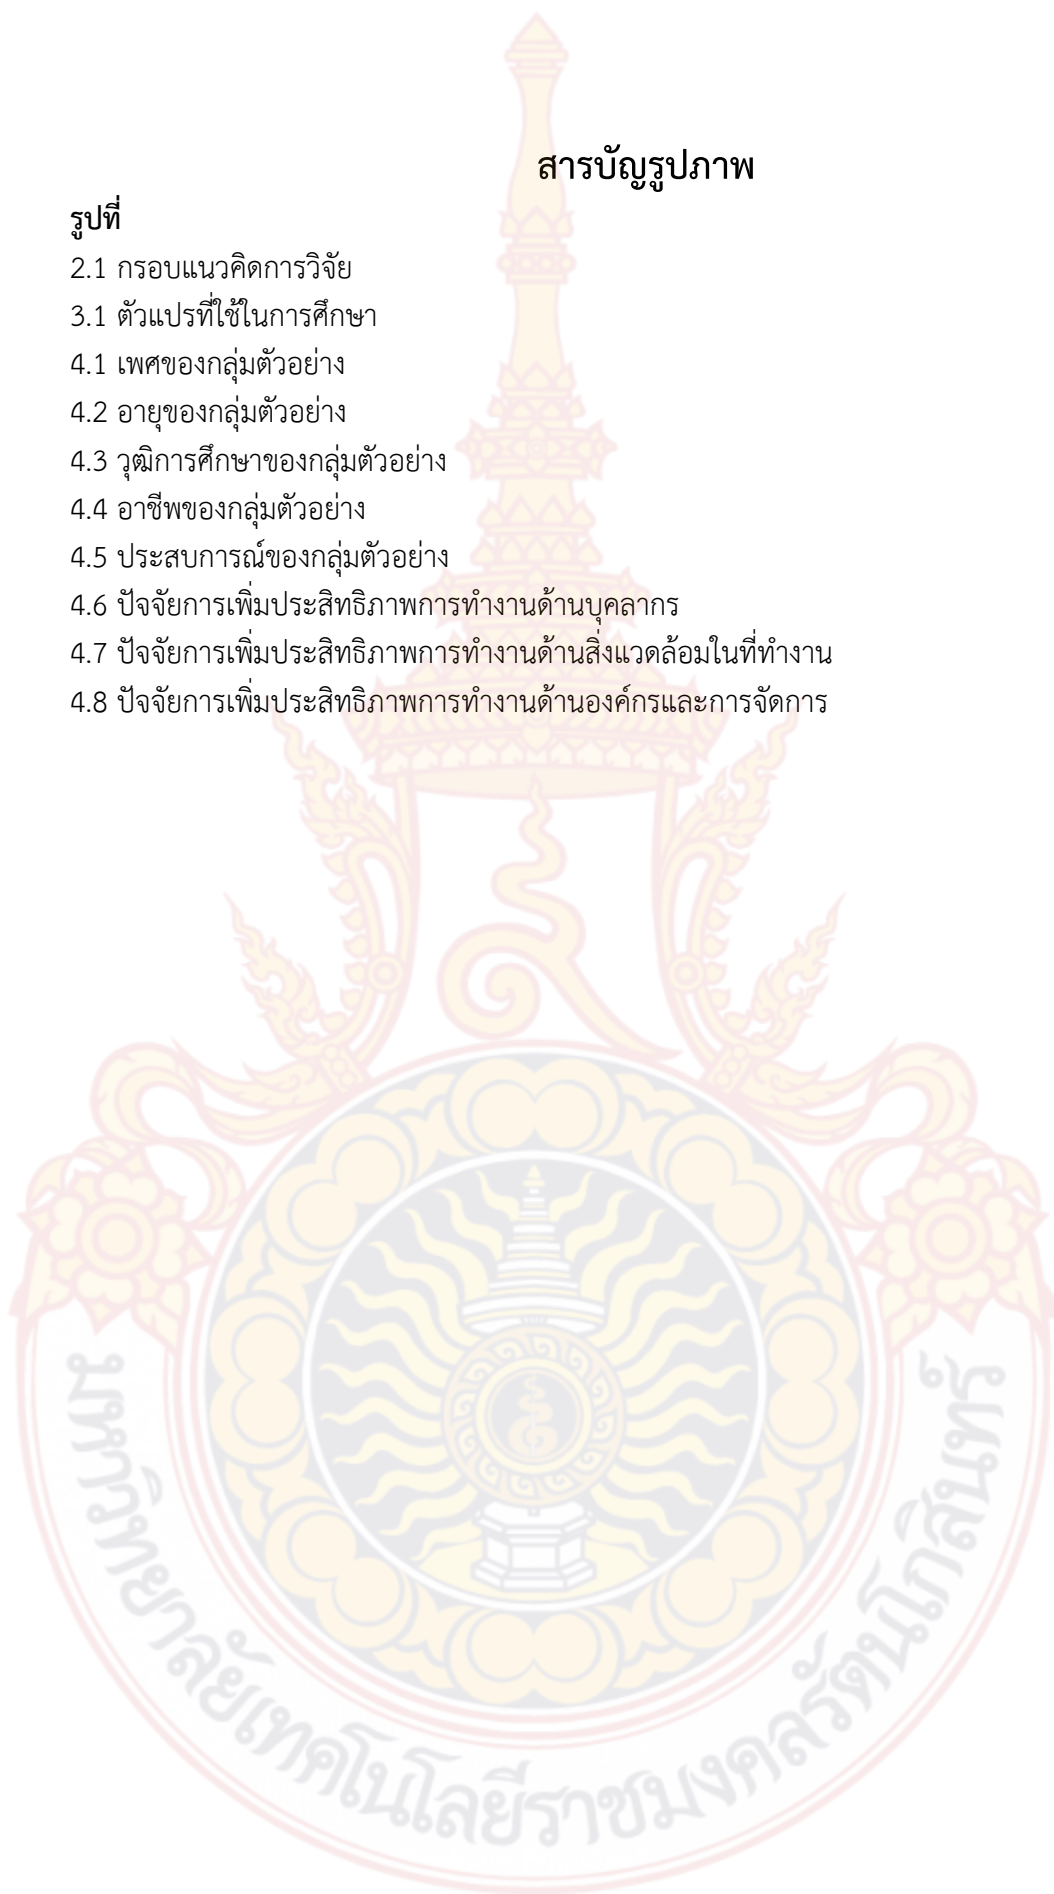 สารบัญรูปภาพ
รูปที่
2.1 กรอบแนวคิดการวิจัย
3.1 ตัวแปรที่ใช้ในการศึกษา
4.1 เพศของกลุ่มตัวอย่าง
4.2 อายุของกลุ่มตัวอย่าง
4.3 วุฒิการศึกษาของกลุ่มตัวอย่าง
4.4 อาชีพของกลุ่มตัวอย่าง
4.5 ประสบการณ์ของกลุ่มตัวอย่าง
4.6 ปัจจัยการเพิ่มประสิทธิภาพการทำงานด้านบุคลากร
4.7 ปัจจัยการเพิ่มประสิทธิภาพการทำงานด้านสิ่งแวดล้อมในที่ทำงาน
4.8 ปัจจัยการเพิ่มประสิทธิภาพการทำงานด้านองค์กรและการจัดการ
มหาวิทยาลัยเทคโนโลยีราชมงคลรัตนโกสินทร์